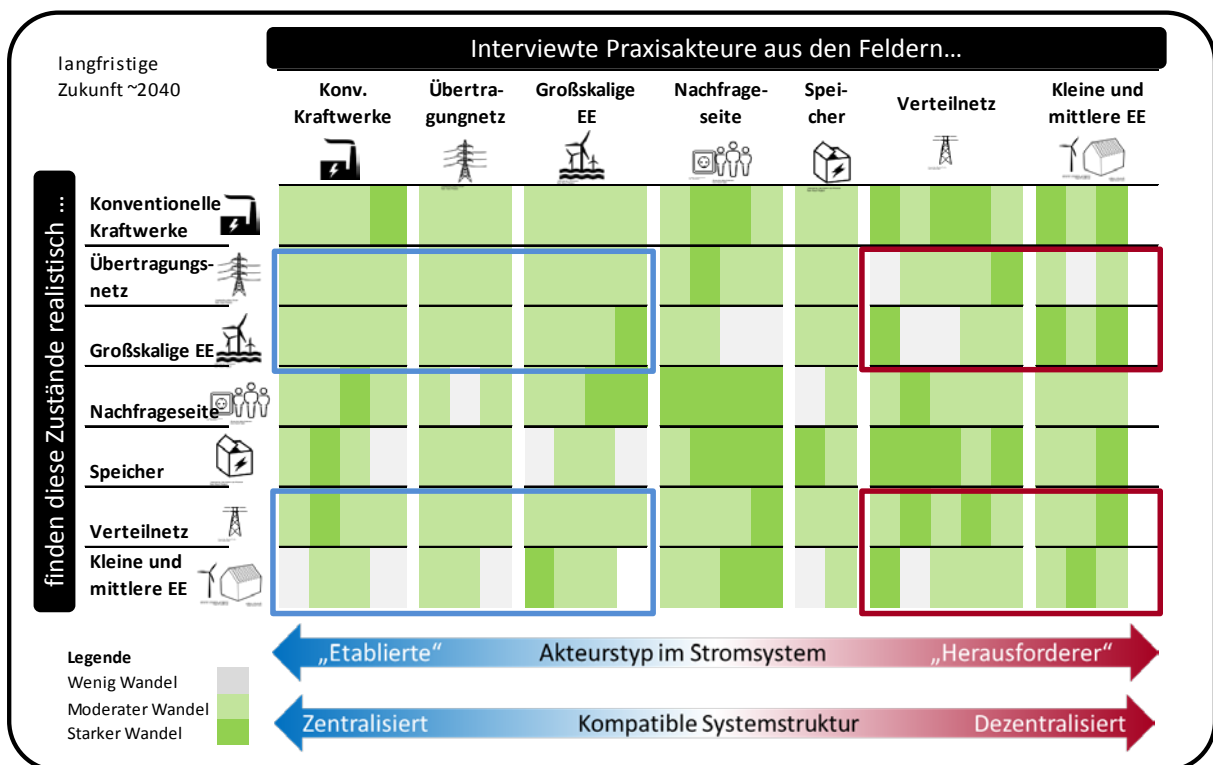 langfristige
Zukunft ~2040
Interviewte Praxisakteure aus den Feldern...
Konv.
Kraftwerke
Übertra-
gungnetz
Großskalige
EE
Nachfrage-
seite
Spei-
cher
Verteilnetz
Kleine und
mittlere EE
finden diese Zustände realistisch ...
Konventionelle
Kraftwerke
Übertragungs-
netz
Großskalige EE
Nachfrageseite
Speicher
Verteilnetz
Kleine und
mittlere EE
Legende
Wenig Wandel
Moderater Wandel
Starker Wandel
„Etablierte“ Akteurstyp im Stromsystem „Herausforderer“
Zentralisiert Kompatible Systemstruktur Dezentralisiert